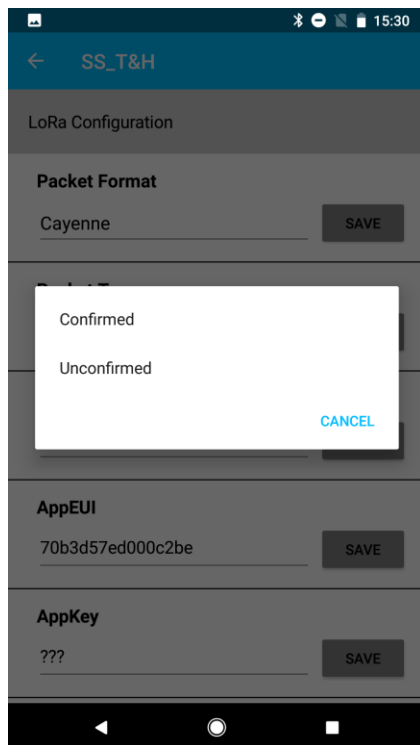 15:30
SS_T&H
LoRa Configuration
Packet Format
Cayenne
SAVE
Confirmed
Unconfirmed
CANCEL
AppEUI
70b3d57ed000c2be
SAVE
AppKey
???
SAVE